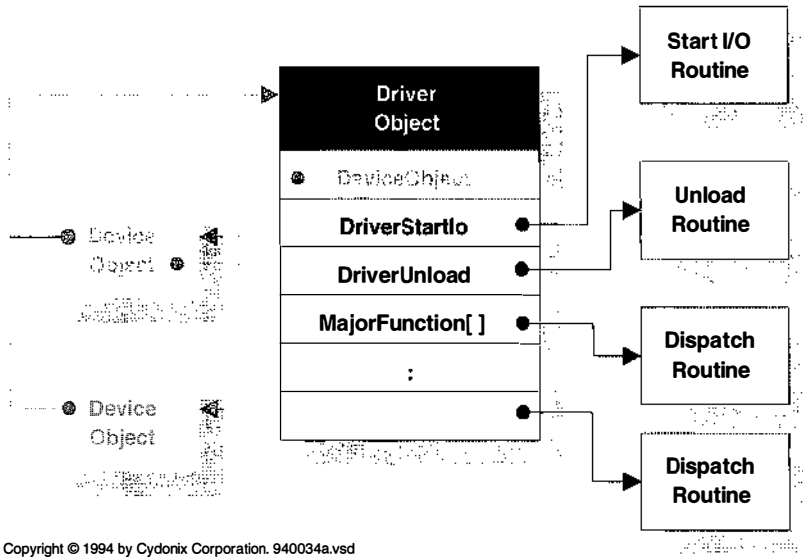 Start I/O
Routine
Driver
Object
DeviceObject
Unload
Routine
DriverStartIo
Device
Object
DriverUnload
MajorFunction[ ]
Dispatch
Routine
:
Device
Object
Dispatch
Routine
Copyright © 1994 by Cydonix Corporation. 940034a.vsd